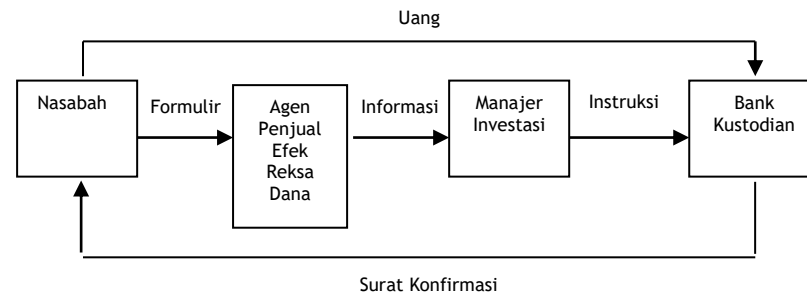 Uang
Nasabah
Formulir
Agen
Penjual
Efek
Reksa
Dana
Informasi
Manajer
Investasi
Instruksi
Bank
Kustodian
Surat Konfirmasi